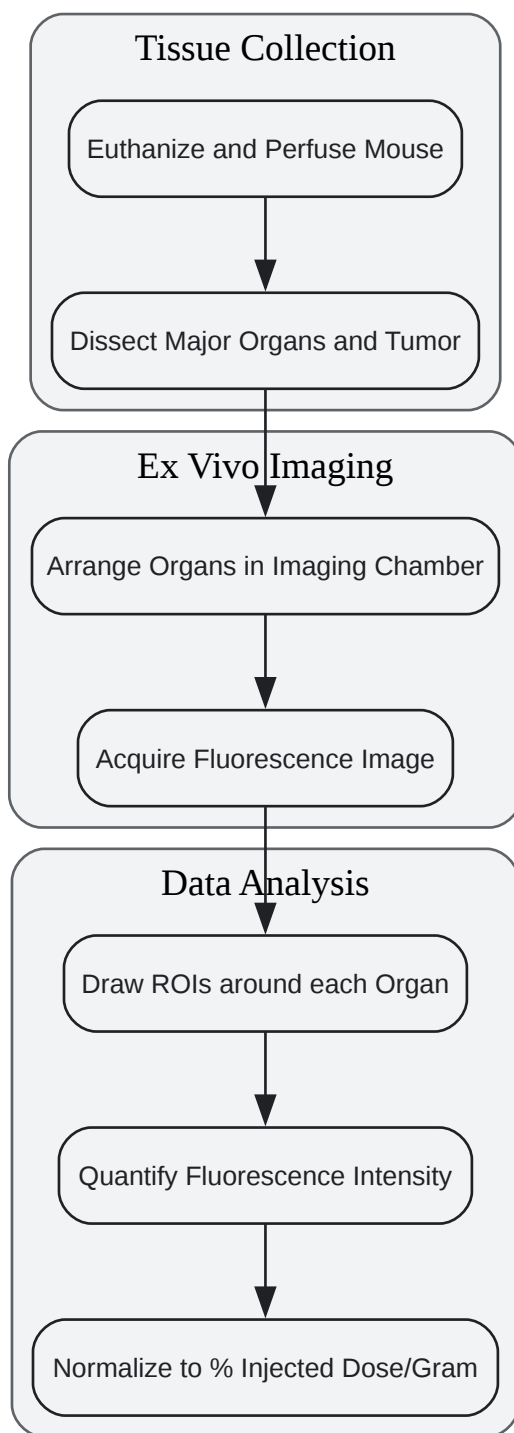 Tissue Collection
Euthanize and Perfuse Mouse
Dissect Major Organs and Tumor
Ex Vivo Imaging
Arrange Organs in Imaging Chamber
Acquire Fluorescence Image
Data Analysis
Draw ROIs around each Organ
Quantify Fluorescence Intensity
Normalize to % Injected Dose/Gram